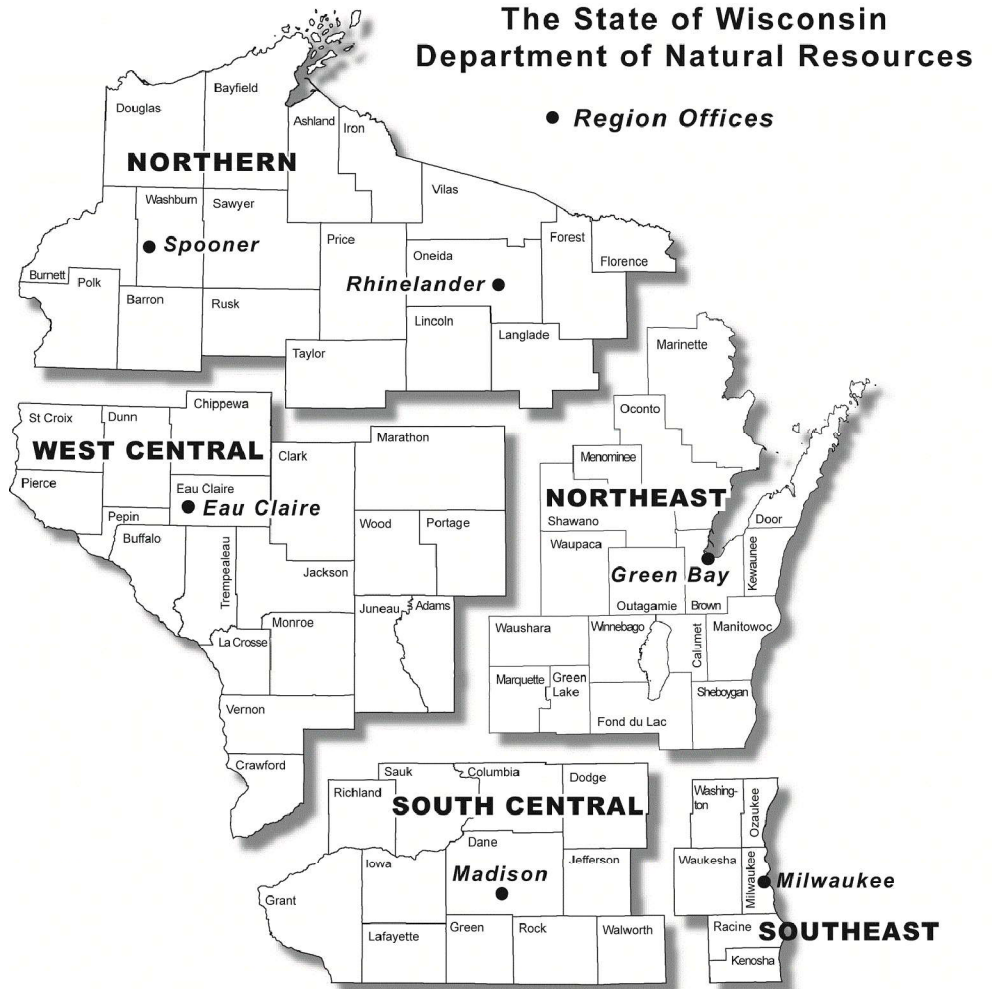 The State of Wisconsin
Department of Natural Resources
Region Offices
Bayfield
Douglas
Ashland
Iron
NORTHERN
Vilas
Washburn
Sawyer
Spooner
Price
Forest
Oneida
Florence
Burnett
Polk
Rhinelander
Barron
Rusk
Lincoln
Langlade
Taylor
Marinette
Chippewa
St Croix
Dunn
Oconto
WEST CENTRAL
Clark
Marathon
Menominee
Pierce
Eau Claire
Eau Claire
NORTHEAST
Pepin
Wood
Portage
Shawano
Door
Buffalo
Waupaca
Trempealeau
Jackson
Green Bay
Kewaunee
Juneau
Adams
Outagamie
Brown
Monroe
La Crosse
Waushara
Winnebago
Calumet
Manitowoc
Marquette
Green
Lake
Sheboygan
Vernon
Fond du Lac
Crawford
Sauk
Columbia
Dodge
Richland
SOUTH CENTRAL
Washing-
ton
Ozaukee
Dane
Iowa
Jefferson
Waukesha
Madison
Milwaukee
Milwaukee
Grant
Lafayette
Green
Rock
Walworth
Racine
SOUTHEAST
Kenosha